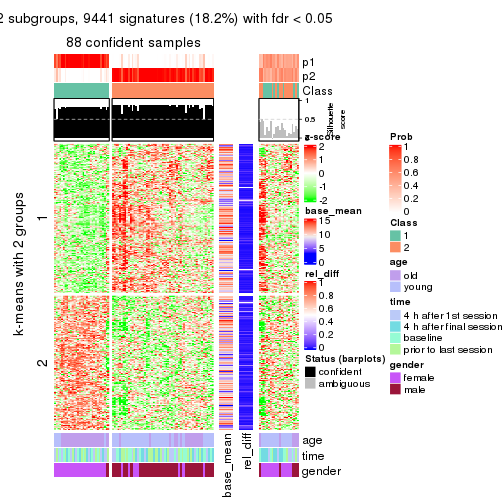 2 subgroups, 9441 signatures (18.2%) with fdr < 0.05
88 confident samples
p1
p2
Class
1
0.5
0
Silhouette
score
k-means with 2 groups
1
2
z-score
2
1
0
-1
-2
base_mean
15
10
5
0
rel_diff
1
0.8
0.6
0.4
0.2
0
Status (barplots)
confident
ambiguous
Prob
1
0.8
0.6
0.4
0.2
0
Class
1
2
age
old
young
time
4 h after 1st session
4 h after final session
baseline
prior to last session
gender
female
male
age
time
gender
base_mean
rel_diff